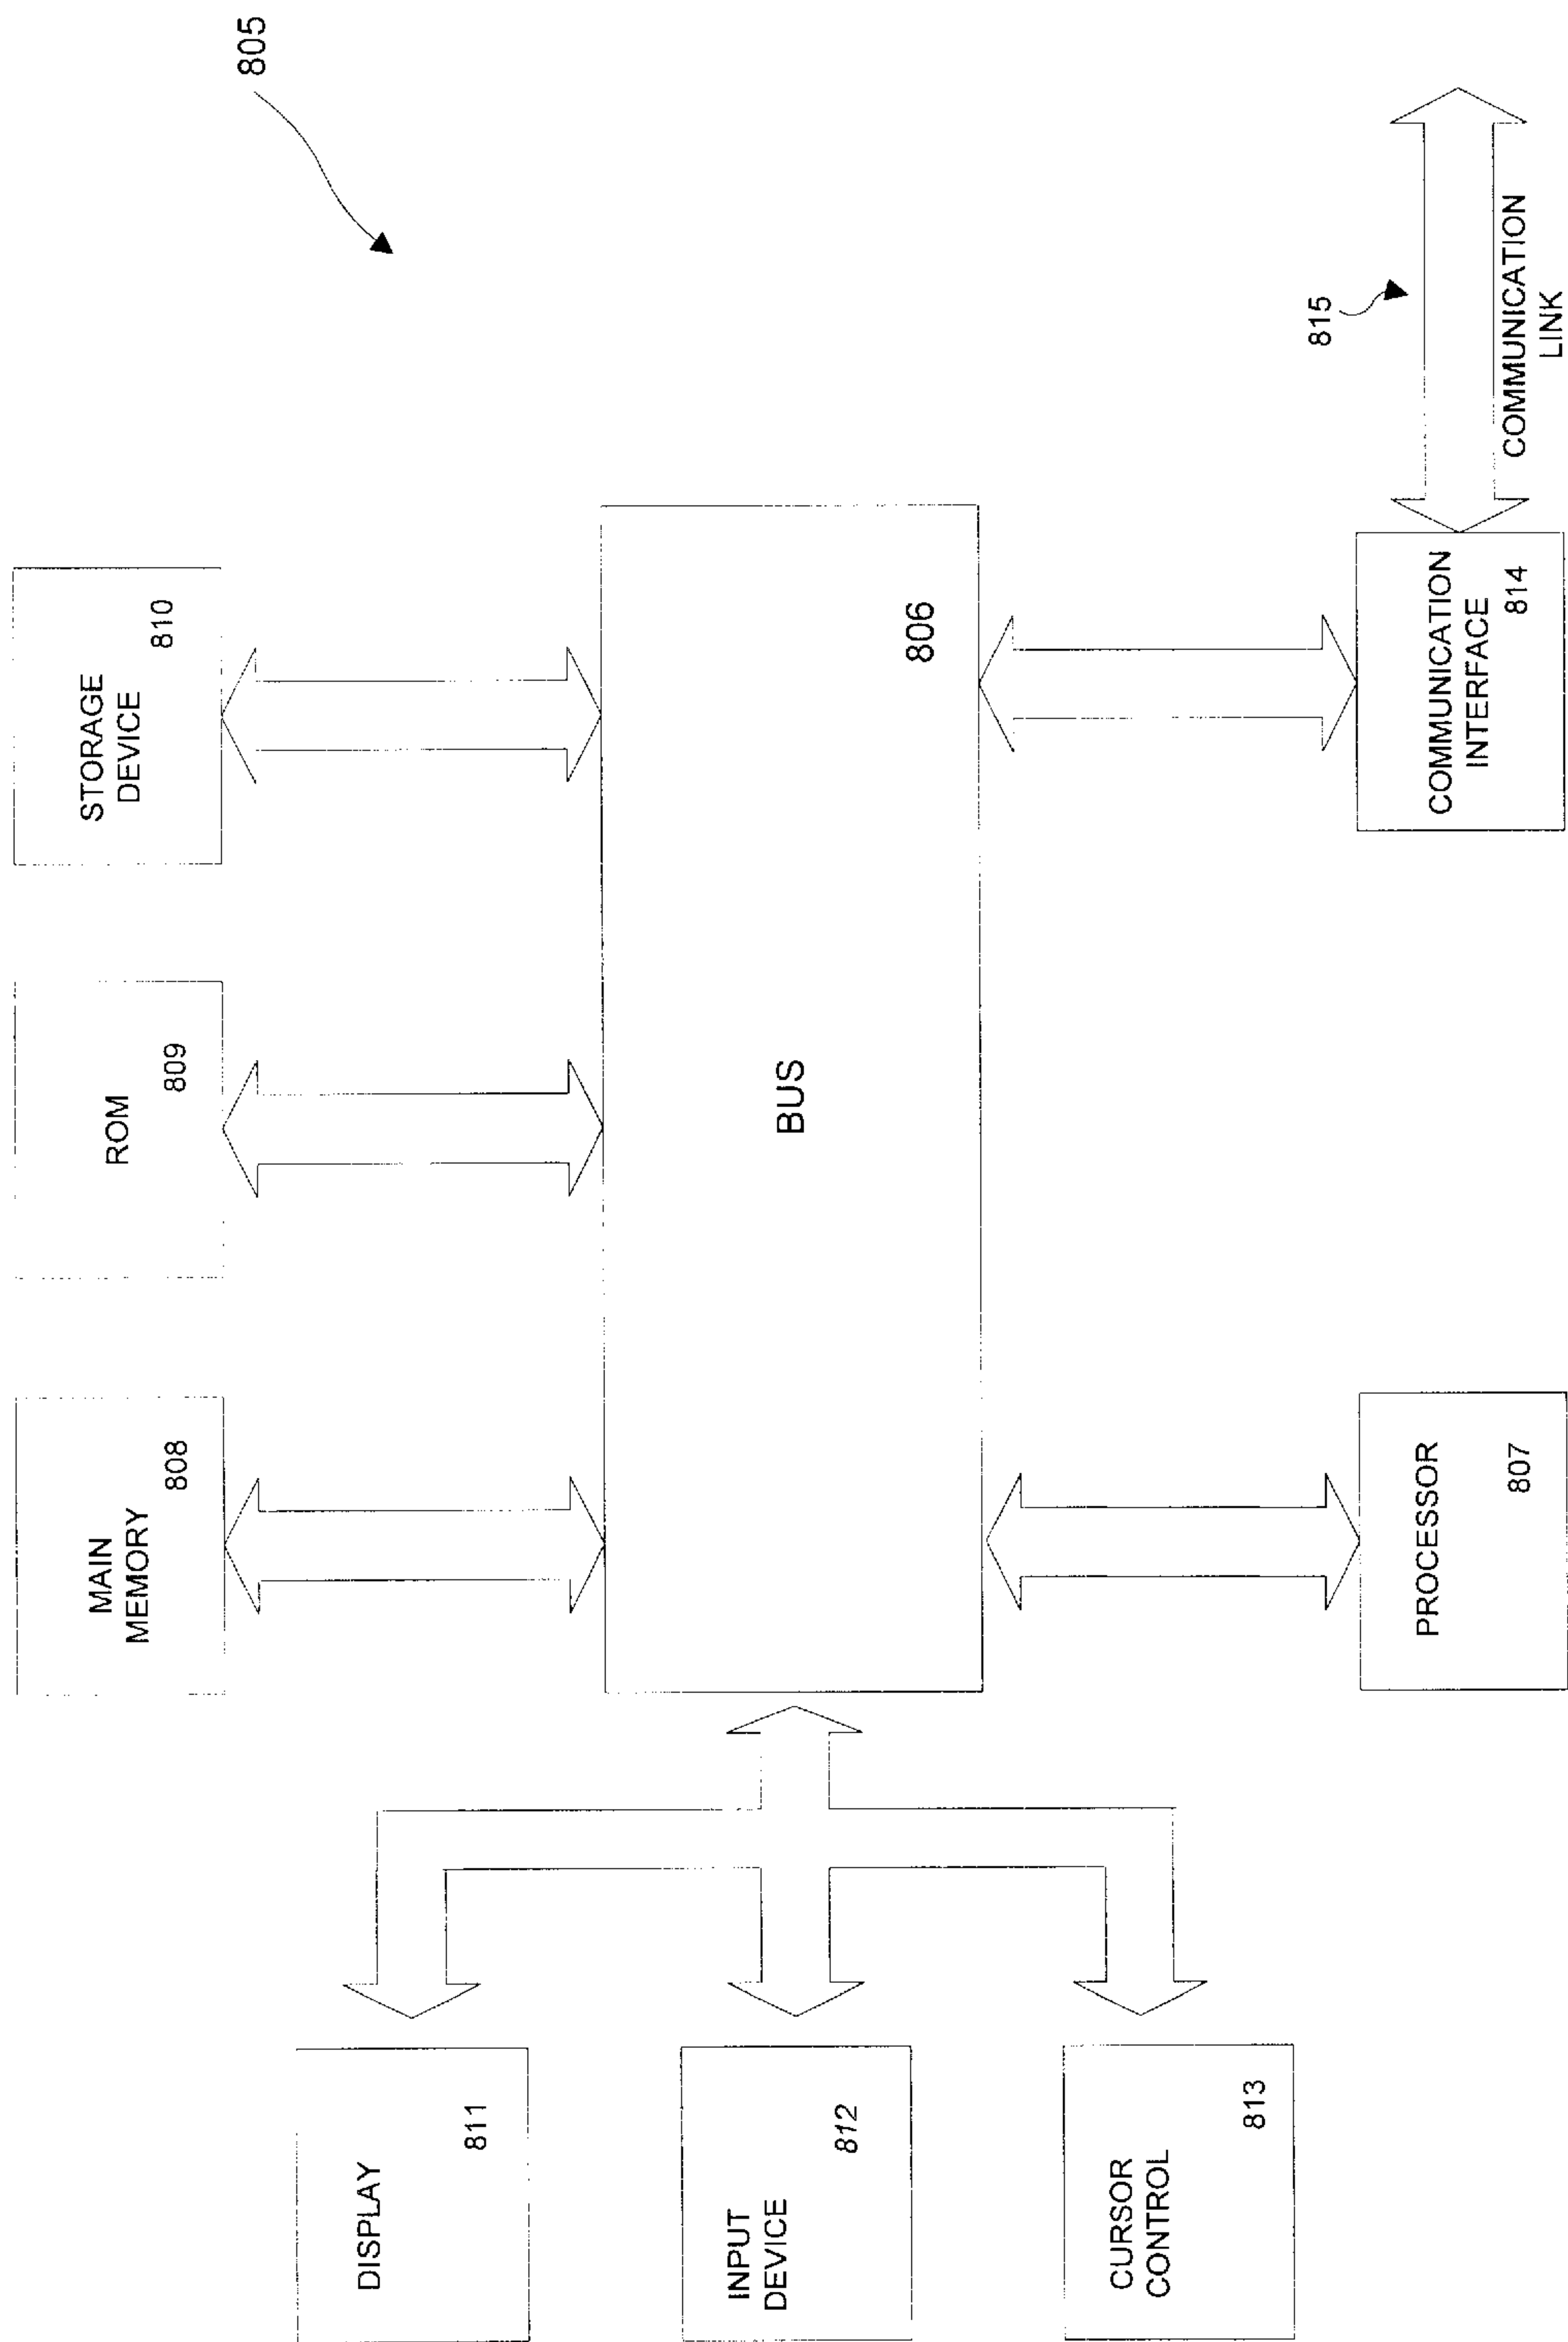 805
MAIN
MEMORY
808
ROM
809
STORAGE
DEVICE
810
DISPLAY
811
INPUT
DEVICE
812
CURSOR
CONTROL
813
BUS
806
PROCESSOR
807
COMMUNICATION
INTERFACE
814
815
COMMUNICATION
LINK